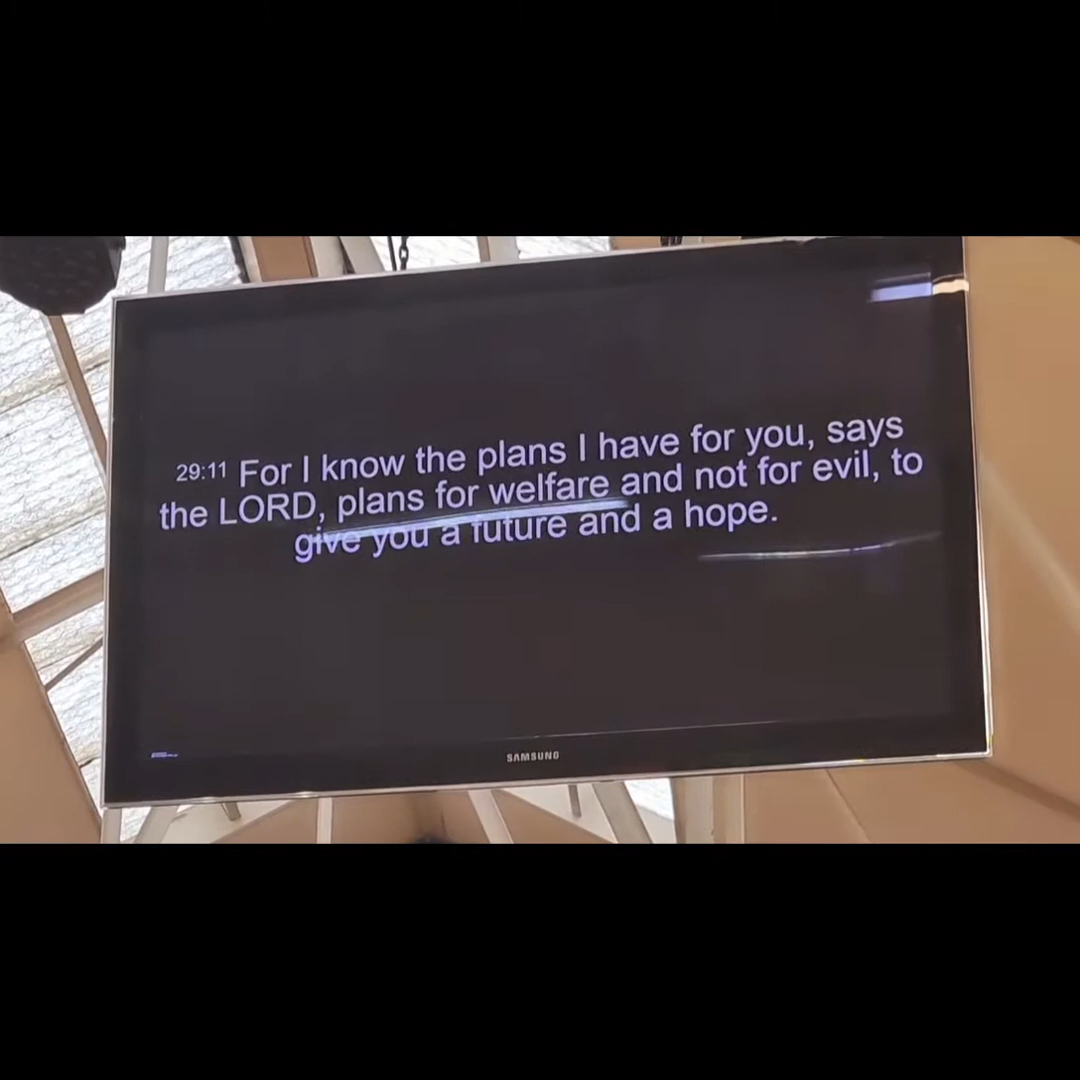 29:11 For I know the plans I have for you, says
the LORD, plans for welfare and not for evil, to
give you a future and a hope.
SAMSUNG